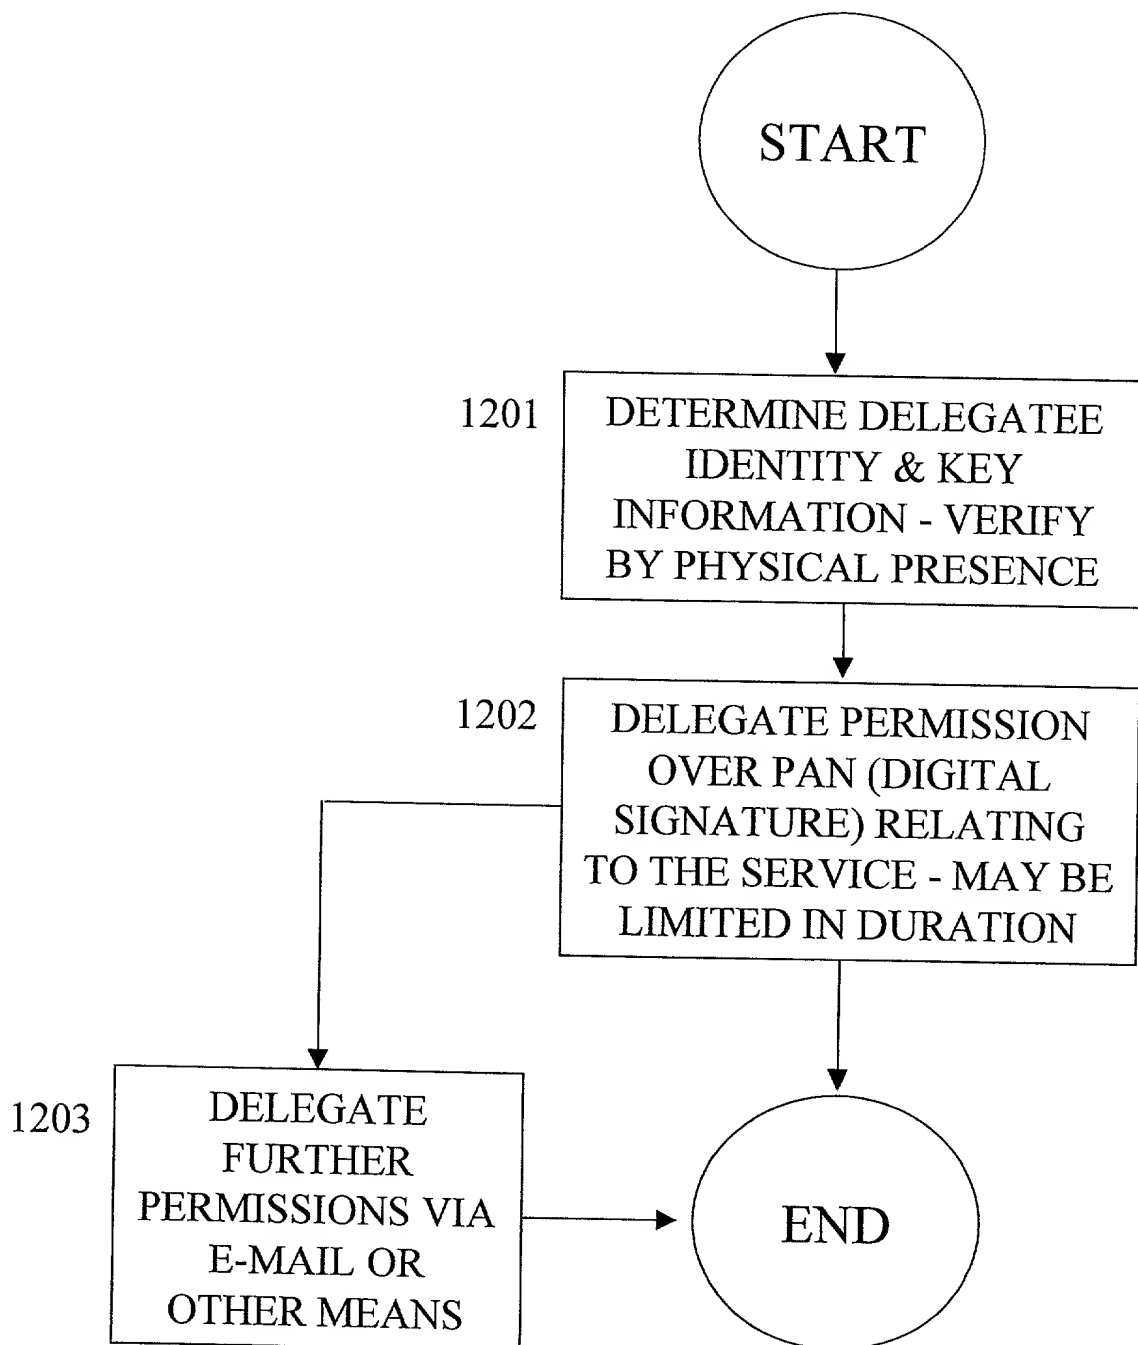 START
1201
DETERMINE DELEGATEE
IDENTITY & KEY
INFORMATION - VERIFY
BY PHYSICAL PRESENCE
1202
DELEGATE PERMISSION
OVER PAN (DIGITAL
SIGNATURE) RELATING
TO THE SERVICE - MAY BE
LIMITED IN DURATION
1203
DELEGATE
FURTHER
PERMISSIONS VIA
E-MAIL OR
OTHER MEANS
END